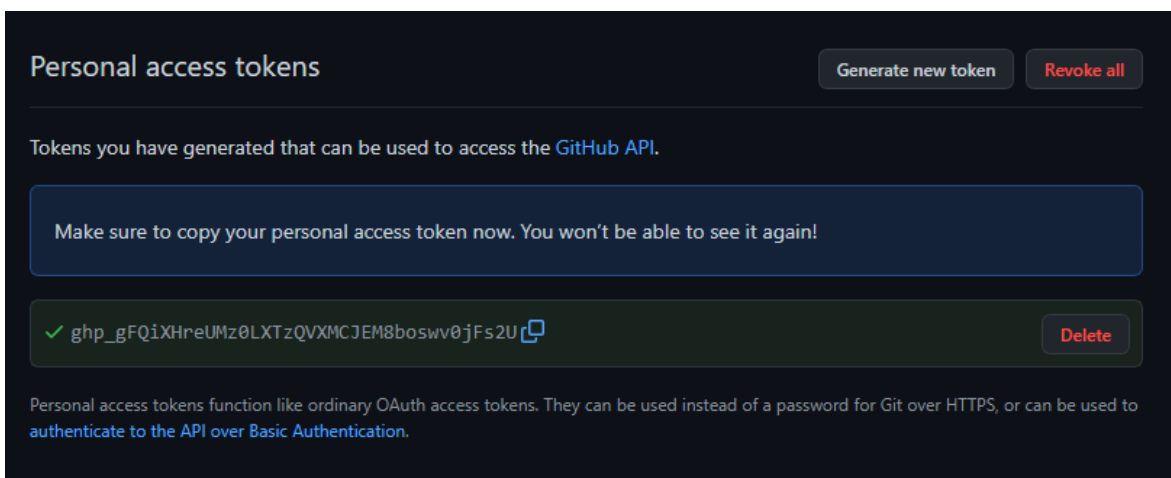 Personal access tokens
Generate new token
Revoke all
Tokens you have generated that can be used to access the GitHub API.
Make sure to copy your personal access token now. You won’t be able to see it again!
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
Delete
Personal access tokens function like ordinary OAuth access tokens. They can be used instead of a password for Git over HTTPS, or can be used to
authenticate to the API over Basic Authentication.